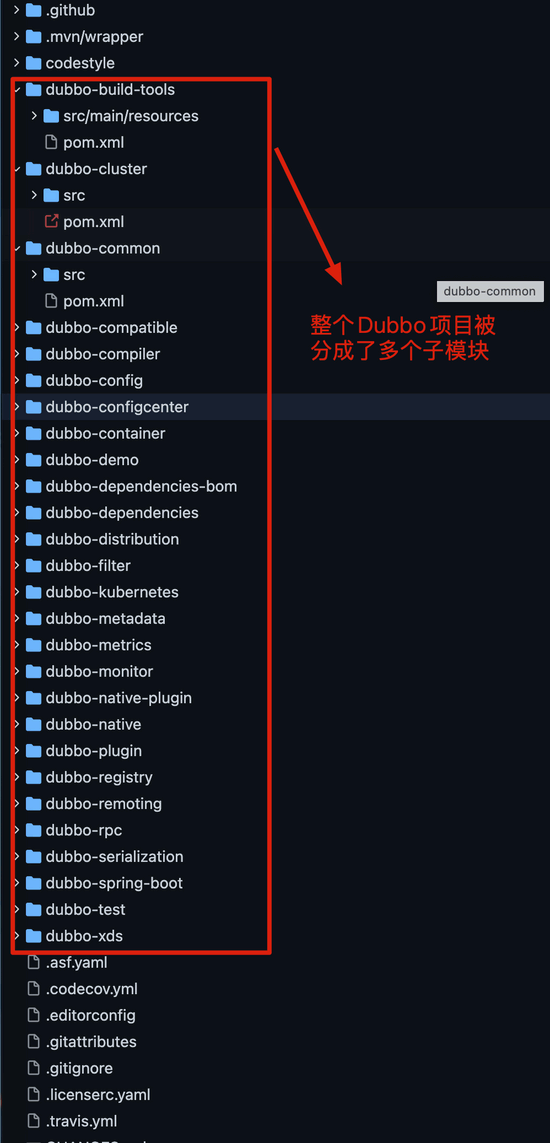 .github
.mvn/wrapper
codestyle
dubbo-build-tools
src/main/resources
pom.xml
dubbo-cluster
src
pom.xml
dubbo-common
src
pom.xml
dubbo-common
整个Dubbo项目被
分成了多个子模块
dubbo-compatible
dubbo-compiler
dubbo-config
dubbo-configcenter
dubbo-container
dubbo-demo
dubbo-dependencies-bom
dubbo-dependencies
dubbo-distribution
dubbo-filter
dubbo-kubernetes
dubbo-metadata
dubbo-metrics
dubbo-monitor
dubbo-native-plugin
dubbo-native
dubbo-plugin
dubbo-registry
dubbo-remoting
dubbo-rpc
dubbo-serialization
dubbo-spring-boot
dubbo-test
dubbo-xds
.asf.yaml
.codecov.yml
.editorconfig
.gitattributes
.gitignore
.licenserc.yaml
.travis.yml